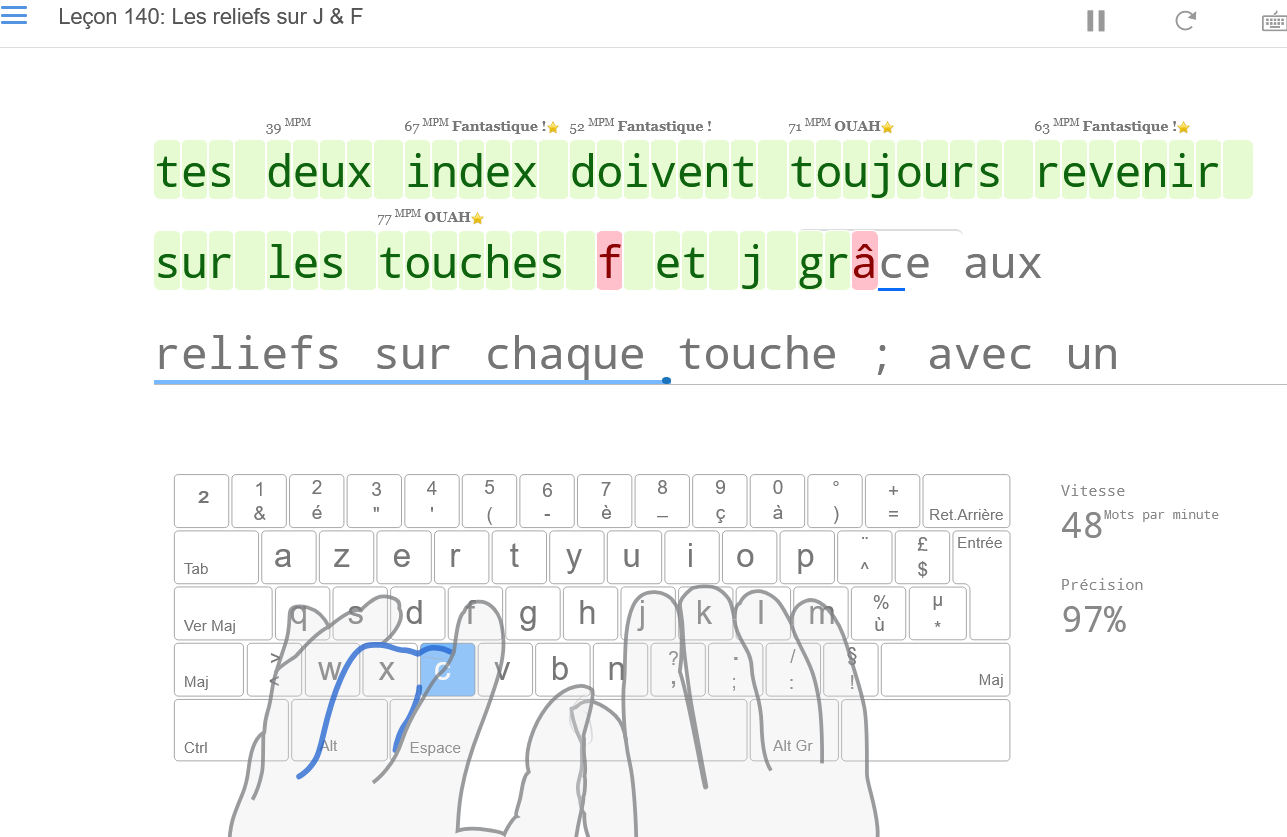 Leçon 140: Les reliefs sur J & F
39 MPM 67 MPM Fantastique !⭐ 52 MPM Fantastique ! 71 MPM OUAH⭐ 63 MPM Fantastique !⭐
tes deux index doivent toujours revenir
77 MPM OUAH⭐
sur les touches f et j grâce aux
reliefs sur chaque touche ; avec un
2 1 2 3 4 5 6 7 8 9 0 ° +
& é " ' ( - è _ ç à ) = Ret.Arrière
Tab a z e r t y u i o p ¨ ^ £ $ Entrée
Ver Maj q s d f g h j k l m % ù µ *
Maj > < w x c v b n ? , . ; / : § ! Maj
Ctrl Alt Espace Alt Gr
Vitesse
48 Mots par minute
Précision
97%